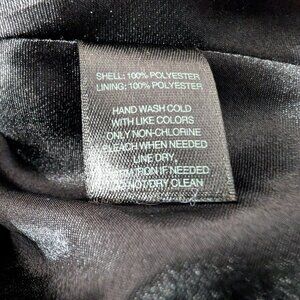 SHELL: 100% POLYESTER
LINING: 100% POLYESTER
HAND WASH COLD
WITH LIKE COLORS
ONLY NON-CHLORINE
BLEACH WHEN NEEDED
LINE DRY,
IF NEEDED
DO NOT DRY CLEAN